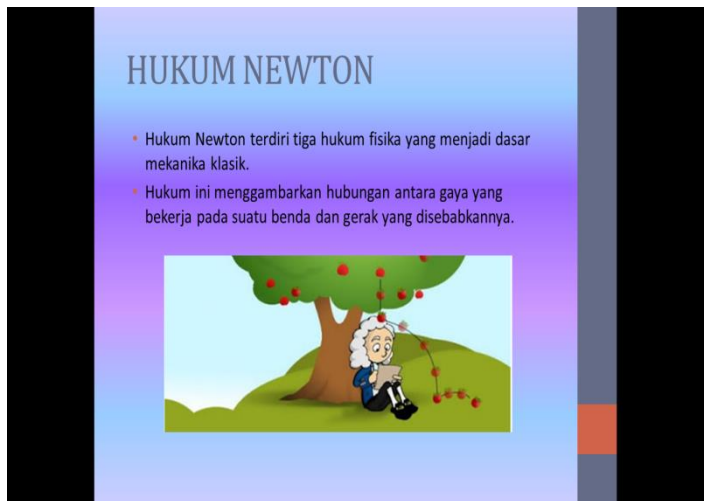 HUKUM NEWTON
• Hukum Newton terdiri tiga hukum fisika yang menjadi dasar
mekanika klasik.
• Hukum ini menggambarkan hubungan antara gaya yang
bekerja pada suatu benda dan gerak yang disebabkannya.